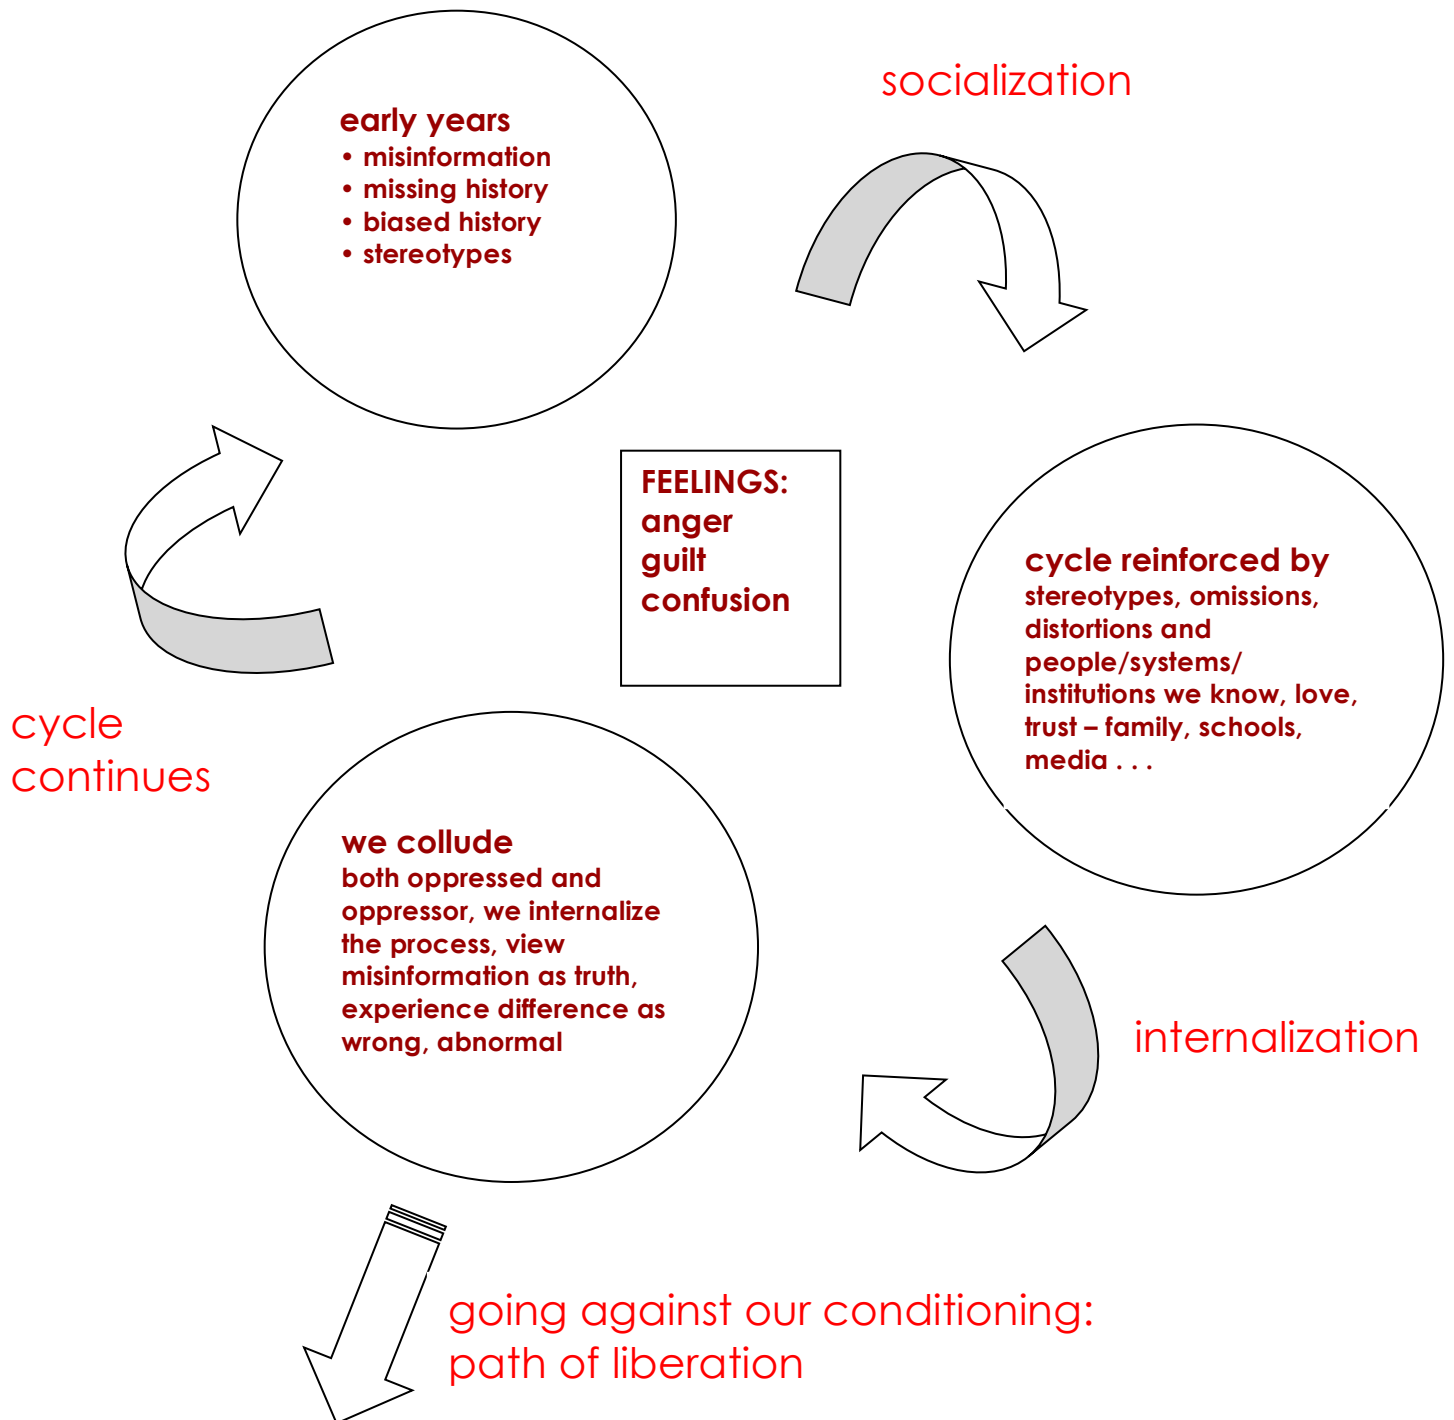 socialization
early years
• misinformation
• missing history
• biased history
• stereotypes
FEELINGS:
anger
guilt
confusion
cycle reinforced by
stereotypes, omissions,
distortions and
people/systems/
institutions we know, love,
trust – family, schools,
media . . .
cycle
continues
we collude
both oppressed and
oppressor, we internalize
the process, view
misinformation as truth,
experience difference as
wrong, abnormal
internalization
going against our conditioning:
path of liberation